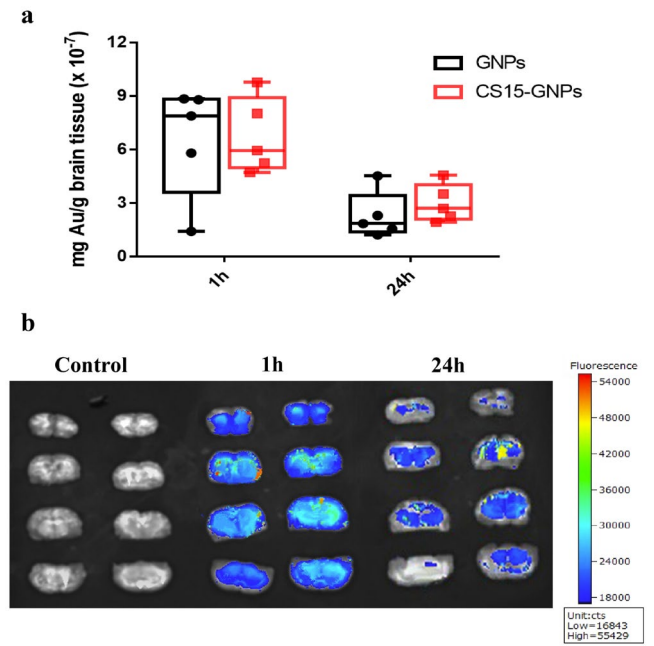 a
mg Au/g brain tissue (x 10⁻⁷)
12
9
6
3
0
GNPs
CS15-GNPs
1h
24h
b
Control
1h
24h
Fluorescence
54000
48000
42000
36000
30000
24000
18000
Unit:cts
Low=16843
High=55429